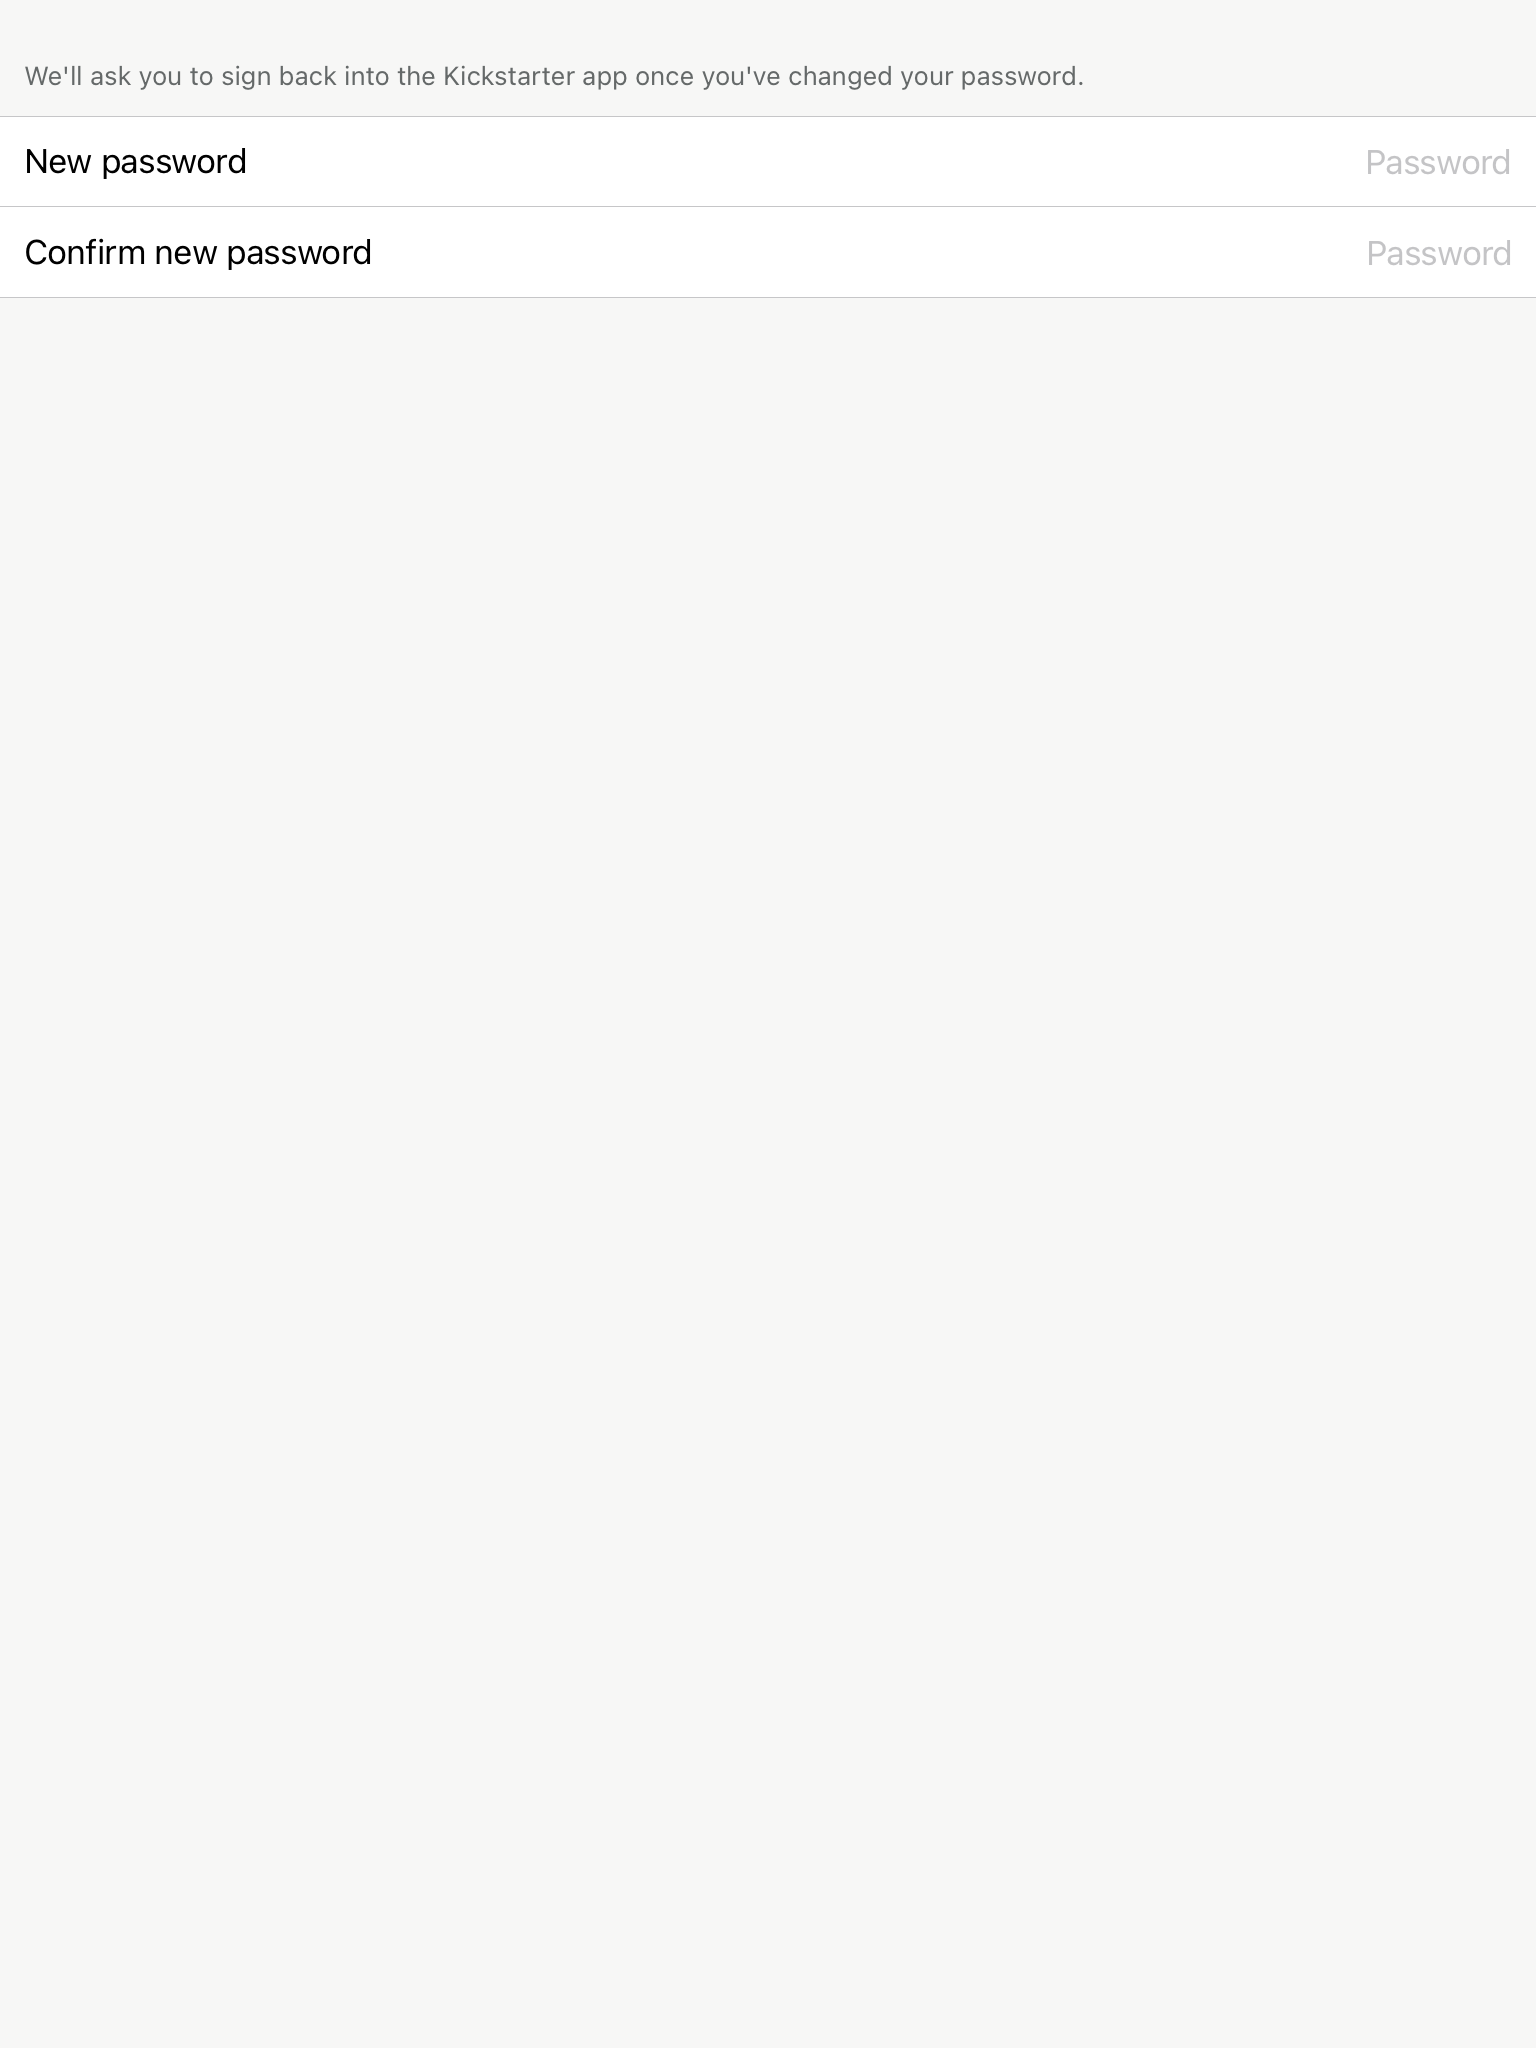 We'll ask you to sign back into the Kickstarter app once you've changed your password.
New password Password
Confirm new password Password